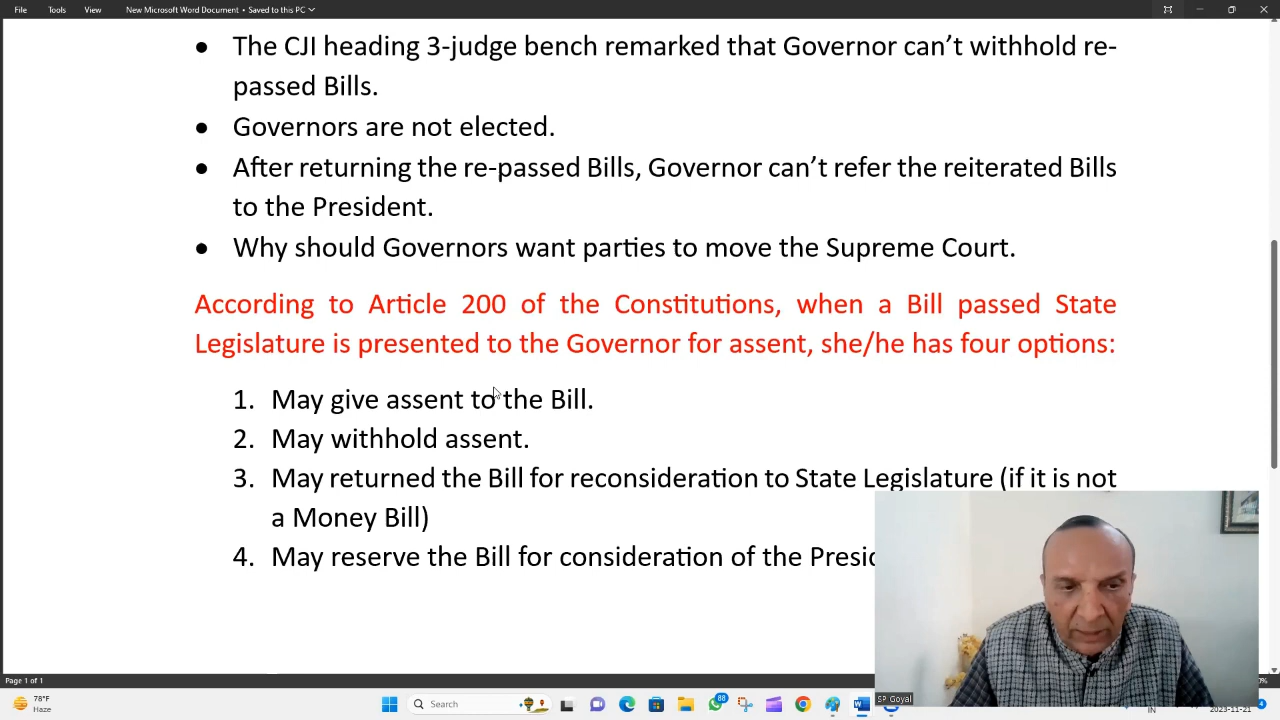 File Tools View New Microsoft Word Document • Saved to this PC
• The CJI heading 3-judge bench remarked that Governor can’t withhold re-
passed Bills.
• Governors are not elected.
• After returning the re-passed Bills, Governor can’t refer the reiterated Bills
to the President.
• Why should Governors want parties to move the Supreme Court.
According to Article 200 of the Constitutions, when a Bill passed State
Legislature is presented to the Governor for assent, she/he has four options:
1. May give assent to the Bill.
2. May withhold assent.
3. May returned the Bill for reconsideration to State Legislature (if it is not
a Money Bill)
4. May reserve the Bill for consideration of the
SP Goyal
Page 1 of 1
78°F
Haze
Search
88
IN
2023-11-21